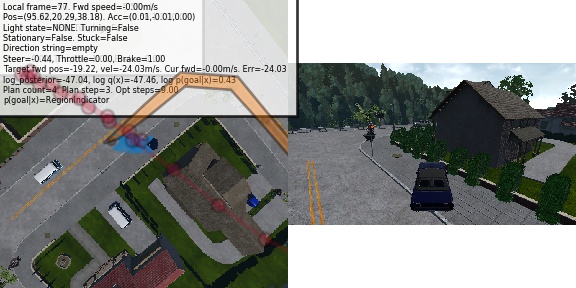 Local frame=77. Fwd speed=-0.00m/s
Pos=(95.62,20.29,38.18). Acc=(0.01,-0.01,0.00)
Light state=NONE. Turning=False
Stationary=False. Stuck=False
Direction string=empty
Steer=-0.44, Throttle=0.00, Brake=1.00
Target fwd pos=-19.22, vel=-24.03m/s. Cur fwd=-0.00m/s. Err=-24.03
log_posterior=-47.04, log q(x)=-47.46, log p(goal|x)=0.43
Plan count=4. Plan step=3. Opt steps=9.00
p(goal|x)=RegionIndicator